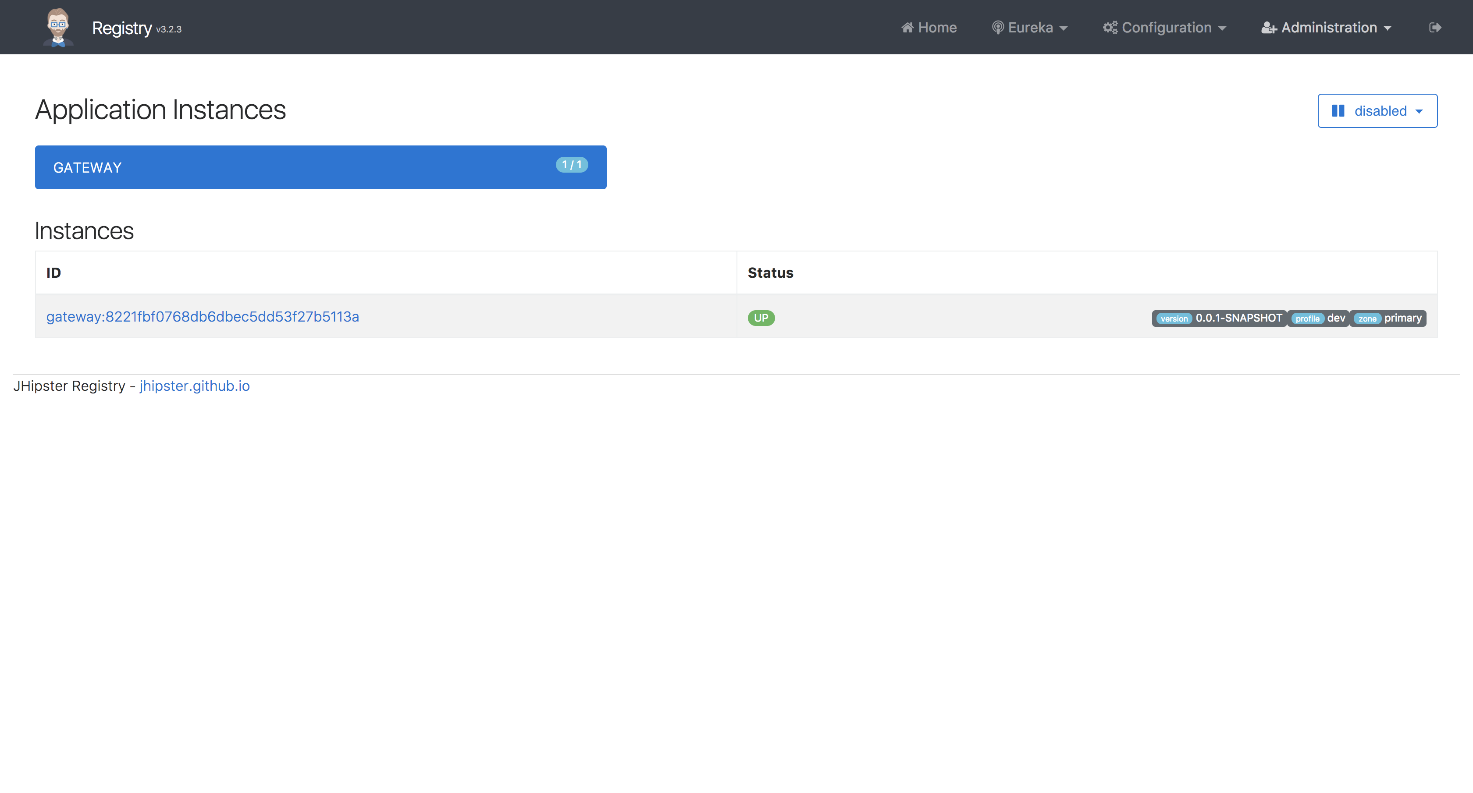 Registry v3.2.3
Home Eureka Configuration Administration
Application Instances
disabled
GATEWAY 1 / 1
Instances
ID Status
gateway:8221fbf0768db6dbec5dd53f27b5113a UP version 0.0.1-SNAPSHOT profile dev zone primary
JHipster Registry - jhipster.github.io